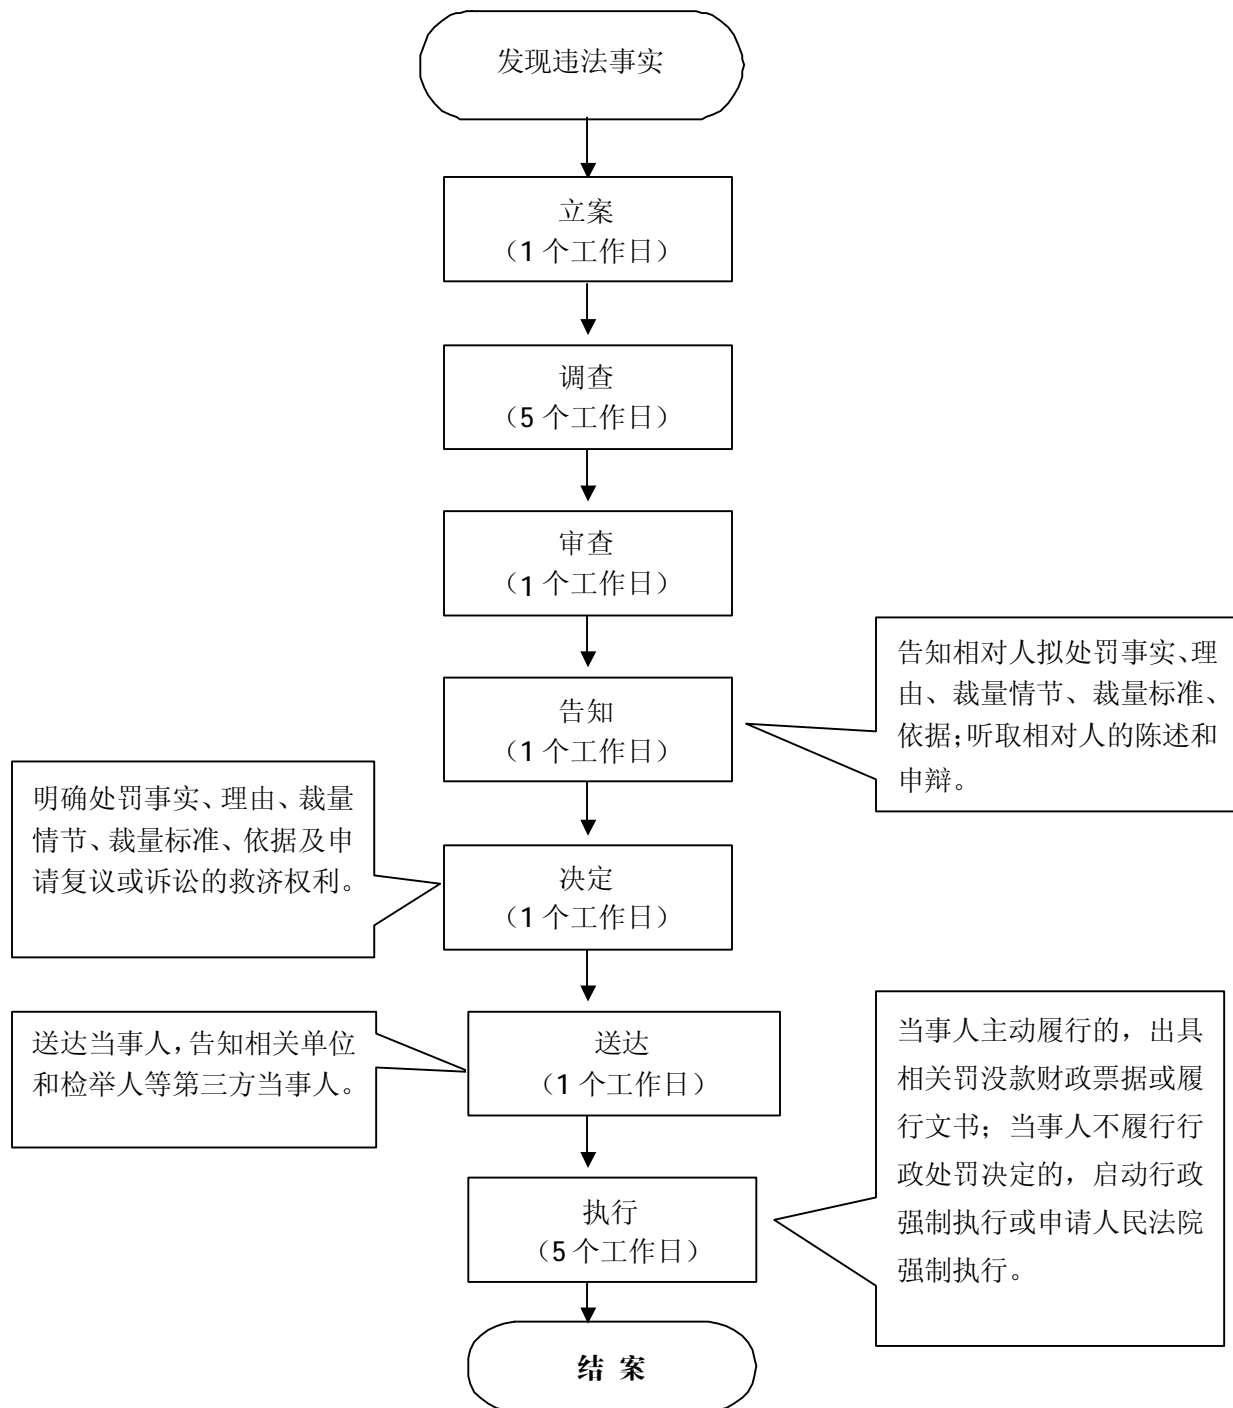 发现违法事实
立案
（1 个工作日）
调查
（5 个工作日）
审查
（1 个工作日）
告知
（1 个工作日）
告知相对人拟处罚事实、理
由、裁量情节、裁量标准、
依据；听取相对人的陈述和
申辩。
明确处罚事实、理由、裁量
情节、裁量标准、依据及申
请复议或诉讼的救济权利。
决定
（1 个工作日）
送达当事人，告知相关单位
和检举人等第三方当事人。
送达
（1 个工作日）
执行
（5 个工作日）
当事人主动履行的，出具
相关罚没款财政票据或履
行文书；当事人不履行行
政处罚决定的，启动行政
强制执行或申请人民法院
强制执行。
结 案